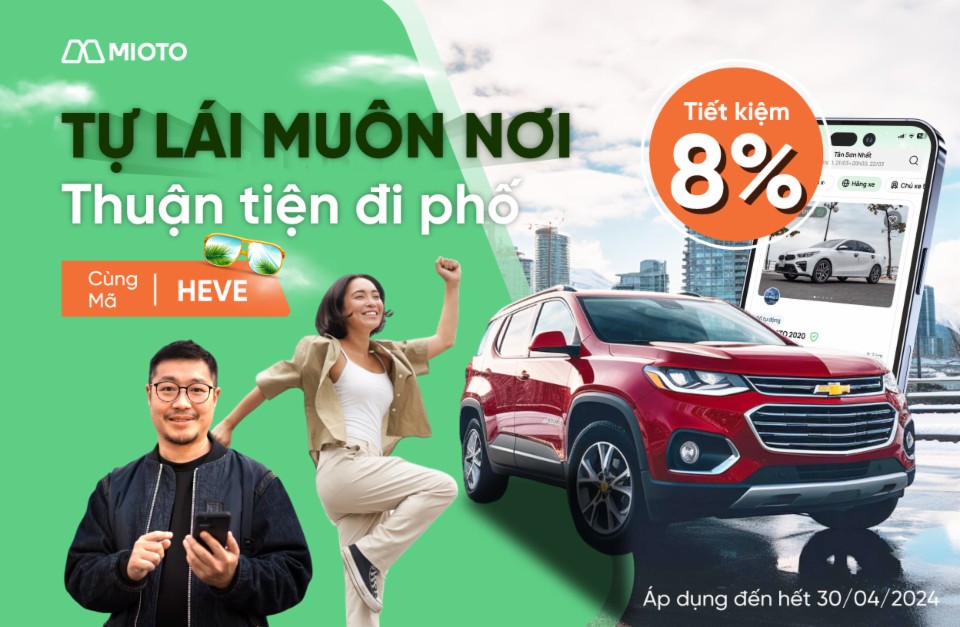 MIOTO
TỰ LÁI MUÔN NƠI
Thuận tiện đi phố
Cùng
Mã
HEVE
Tiết kiệm
8%
Tân Sơn Nhất
Hãng xe
Chủ xe
2020
Áp dụng đến hết 30/04/2024